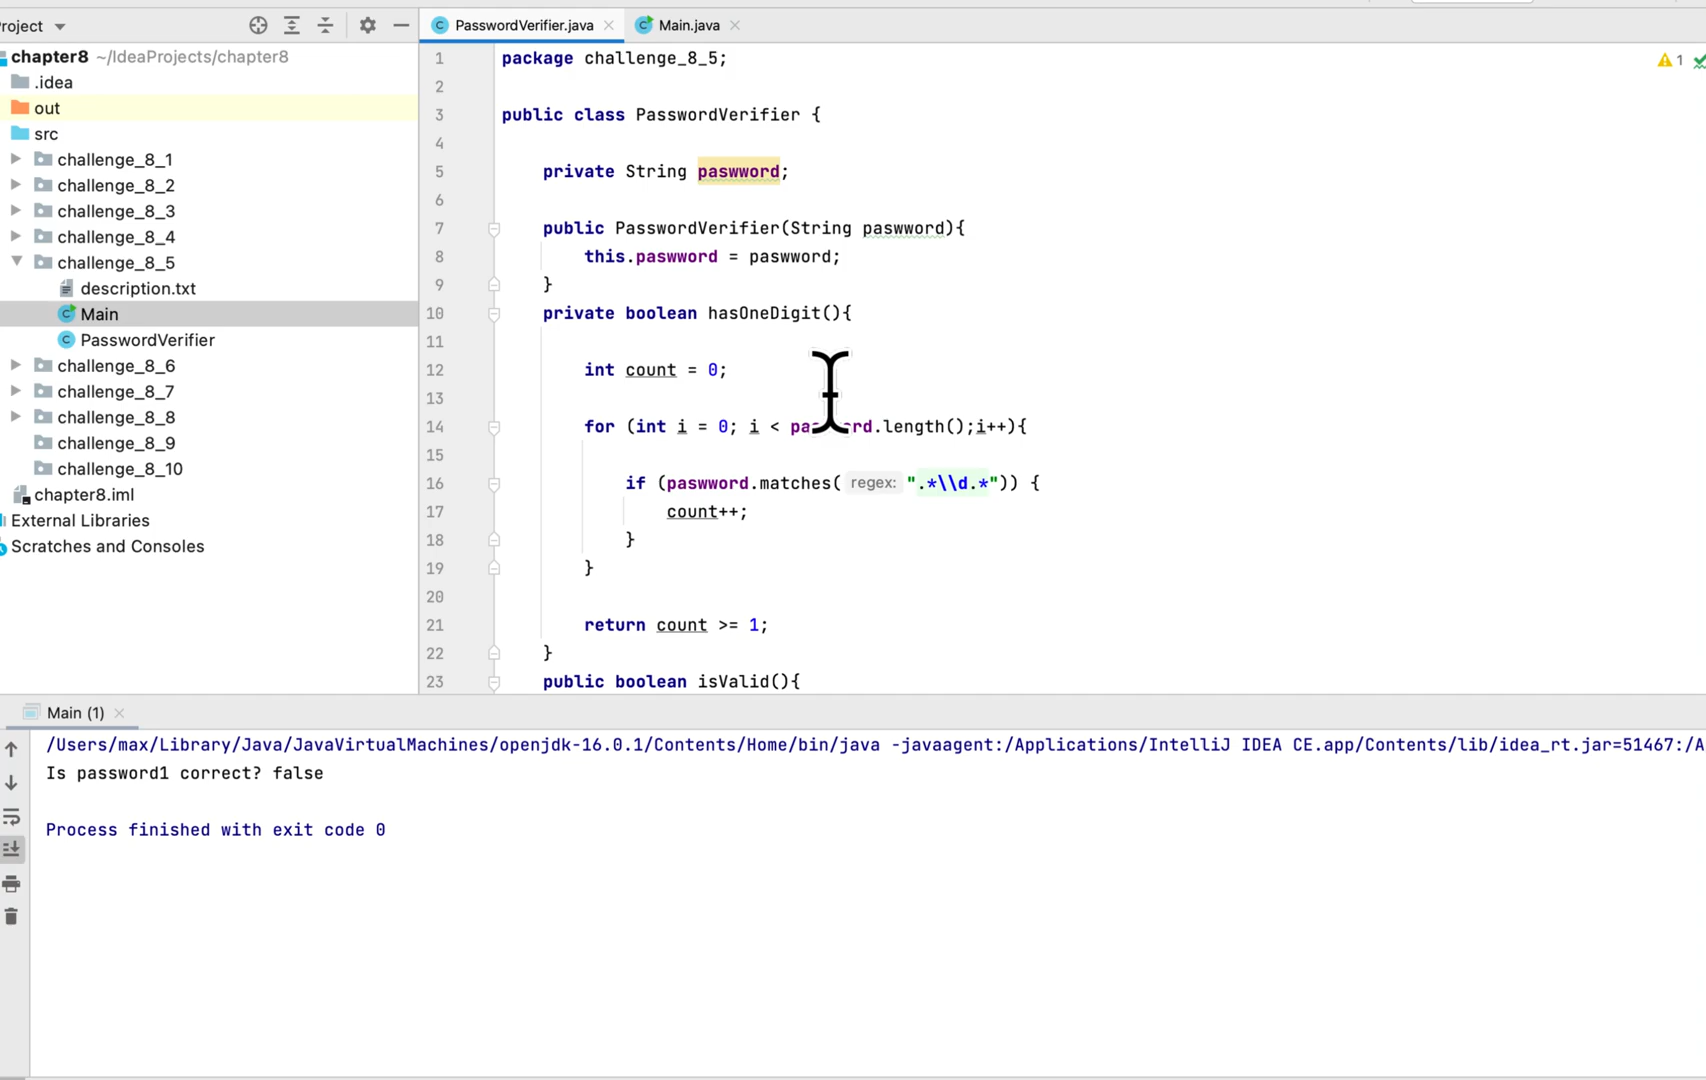 roject
chapter8 ~/IdeaProjects/chapter8
.idea
out
src
challenge_8_1
challenge_8_2
challenge_8_3
challenge_8_4
challenge_8_5
description.txt
Main
PasswordVerifier
challenge_8_6
challenge_8_7
challenge_8_8
challenge_8_9
challenge_8_10
chapter8.iml
External Libraries
Scratches and Consoles
PasswordVerifier.java
Main.java
1
1 package challenge_8_5;
2
3 public class PasswordVerifier {
4
5 private String paswword;
6
7 public PasswordVerifier(String paswword){
8 this.paswword = paswword;
9 }
10 private boolean hasOneDigit(){
11
12 int count = 0;
13
14 for (int i = 0; i < pa rd.length();i++){
15
16 if (paswword.matches( regex: ".*\\d.*")) {
17 count++;
18 }
19 }
20
21 return count >= 1;
22 }
23 public boolean isValid(){
Main (1)
/Users/max/Library/Java/JavaVirtualMachines/openjdk-16.0.1/Contents/Home/bin/java -javaagent:/Applications/IntelliJ IDEA CE.app/Contents/lib/idea_rt.jar=51467:/A
Is password1 correct? false
Process finished with exit code 0